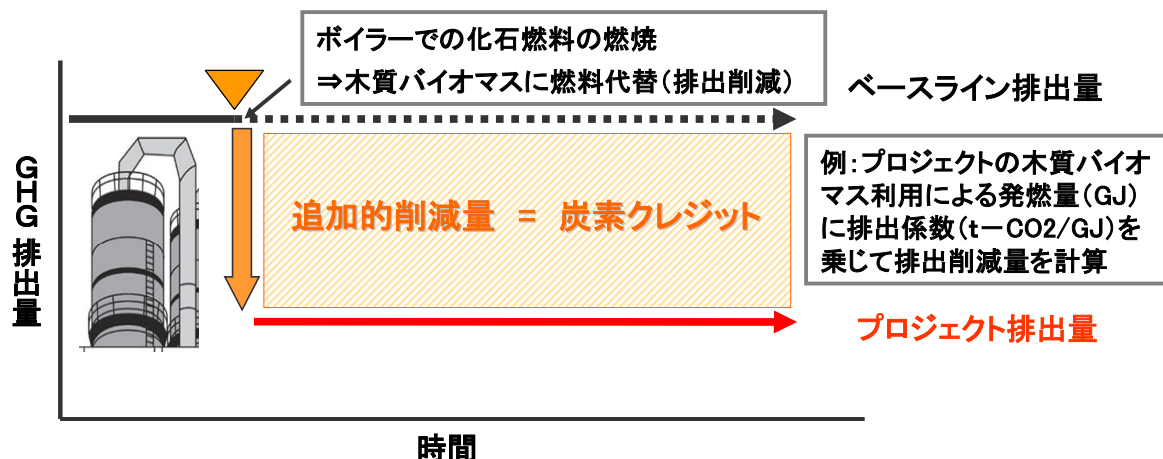 ボイラーでの化石燃料の燃焼
⇒木質バイオマスに燃料代替(排出削減)
ベースライン排出量
GHG排出量
追加的削減量 = 炭素クレジット
例:プロジェクトの木質バイオ
マス利用による発燃量(GJ)
に排出係数(t-CO2/GJ)を
乗じて排出削減量を計算
プロジェクト排出量
時間